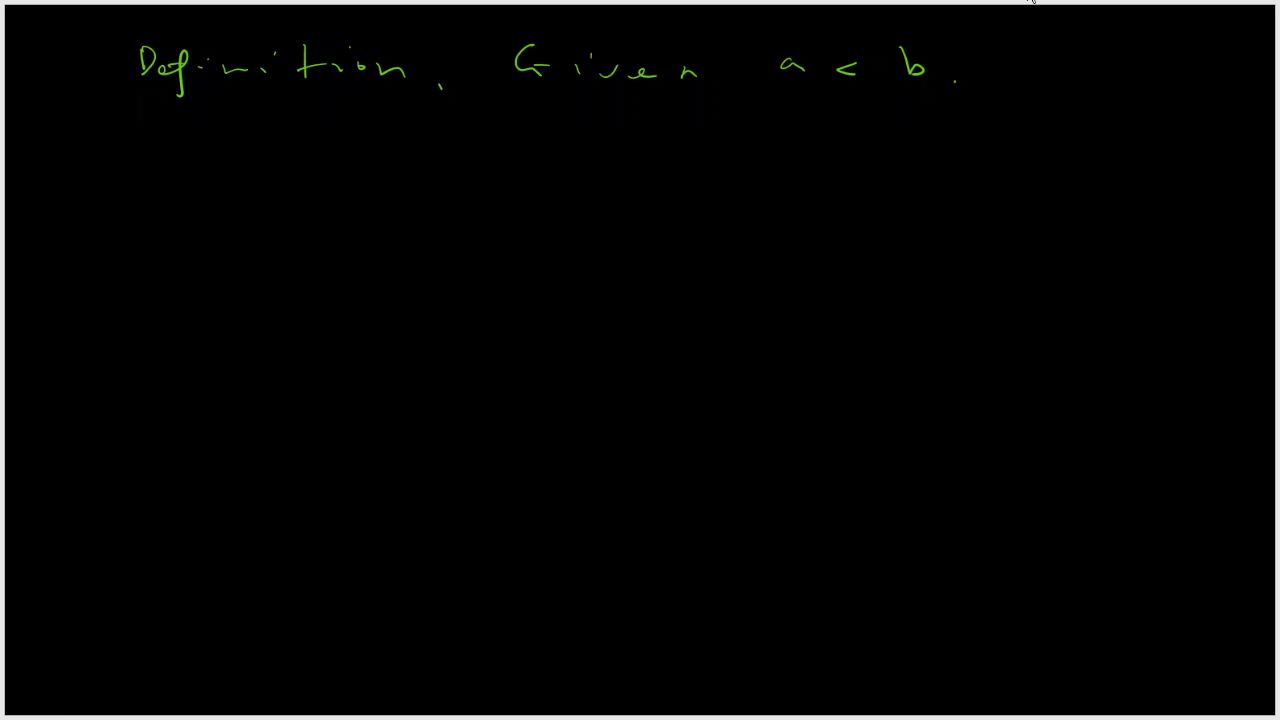 Definition. Given a < b.